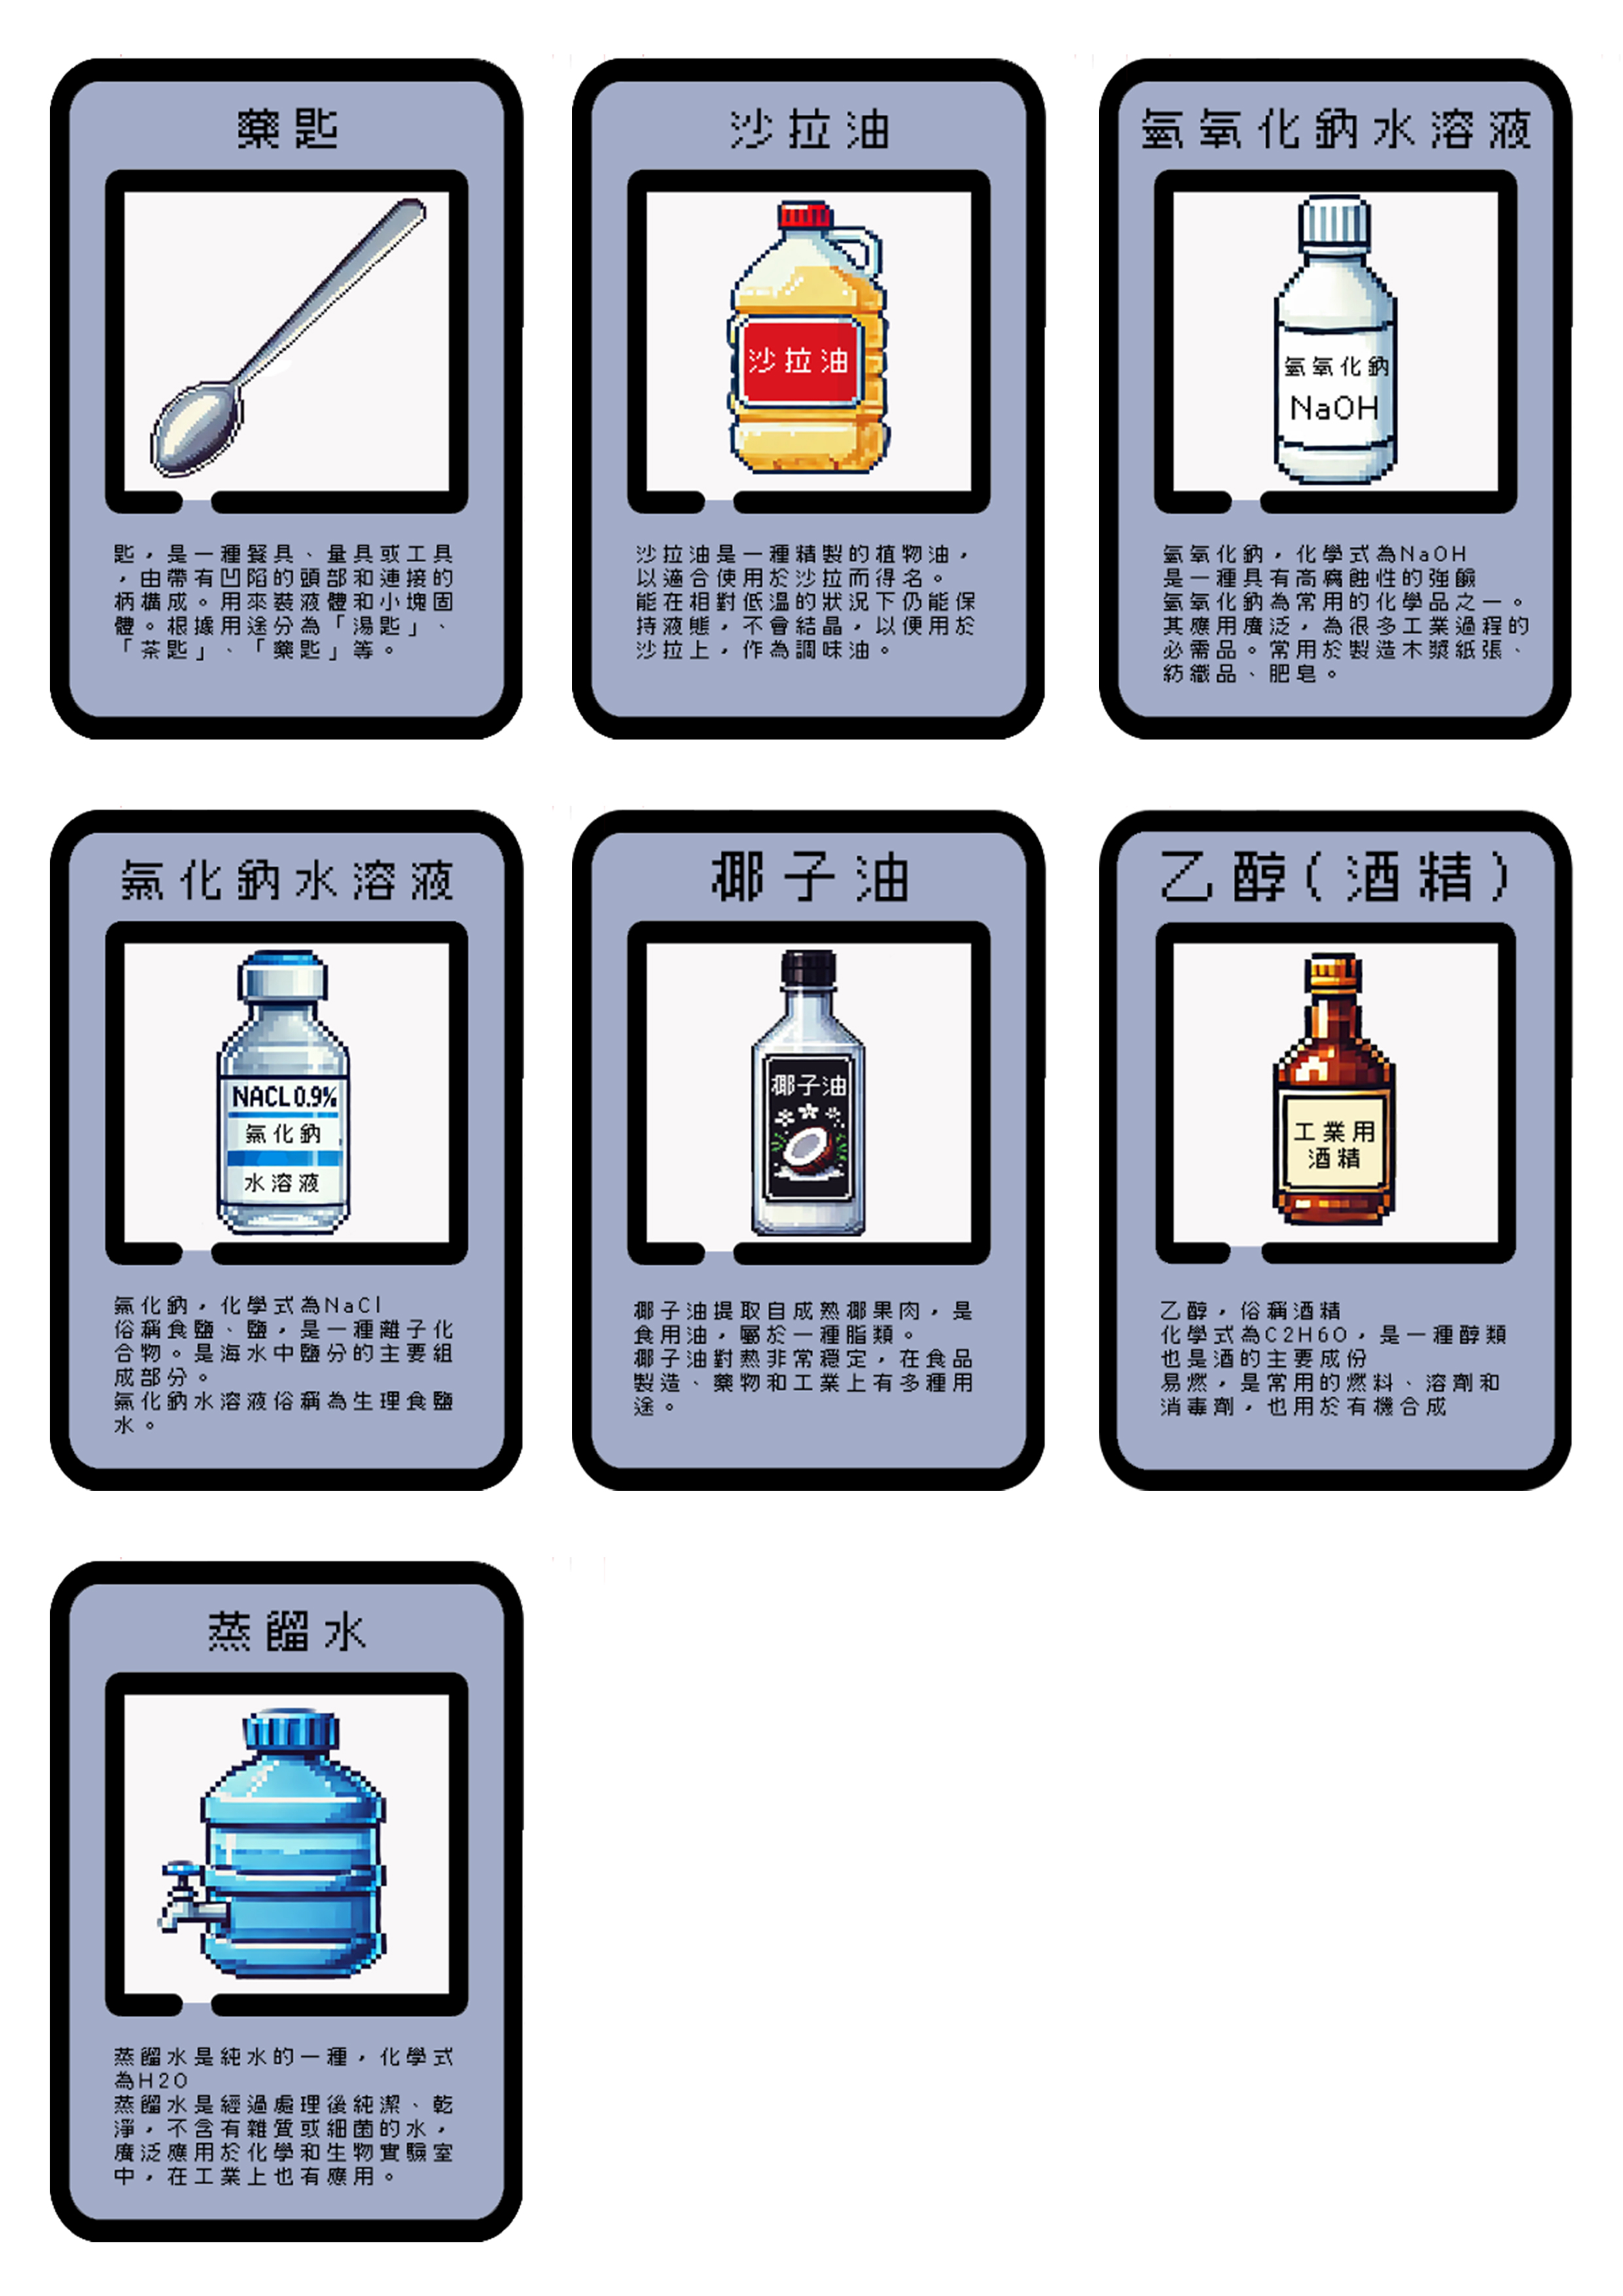 藥匙
匙，是一種餐具、量具或工具
，由帶有凹陷的頭部和連接的
柄構成。用來裝液體和小塊固
體。根據用途分為「湯匙」、
「茶匙」、「藥匙」等。
沙拉油
沙拉油
沙拉油是一種精製的植物油，
以適合使用於沙拉而得名。
能在相對低溫的狀況下仍能保
持液態，不會結晶，以便用於
沙拉上，作為調味油。
氫氧化鈉水溶液
氫氧化鈉
NaOH
氫氧化鈉，化學式為NaOH
是一種具有高腐蝕性的強鹼
氫氧化鈉為常用的化學品之一。
其應用廣泛，為很多工業過程的
必需品。常用於製造木漿紙張、
紡織品、肥皂。
氯化鈉水溶液
NACL 0.9%
氯化鈉
水溶液
氯化鈉，化學式為NaCl
俗稱食鹽、鹽，是一種離子化
合物。是海水中鹽分的主要組
成部分。
氯化鈉水溶液俗稱為生理食鹽
水。
椰子油
椰子油
椰子油提取自成熟椰果肉，是
食用油，屬於一種脂類。
椰子油對熱非常穩定，在食品
製造、藥物和工業上有多種用
途。
乙醇(酒精)
工業用
酒精
乙醇，俗稱酒精
化學式為C2H6O，是一種醇類
也是酒的主要成份
易燃，是常用的燃料、溶劑和
消毒劑，也用於有機合成
蒸餾水
蒸餾水是純水的一種，化學式
為H2O
蒸餾水是經過處理後純潔、乾
淨，不含有雜質或細菌的水，
廣泛應用於化學和生物實驗室
中，在工業上也有應用。